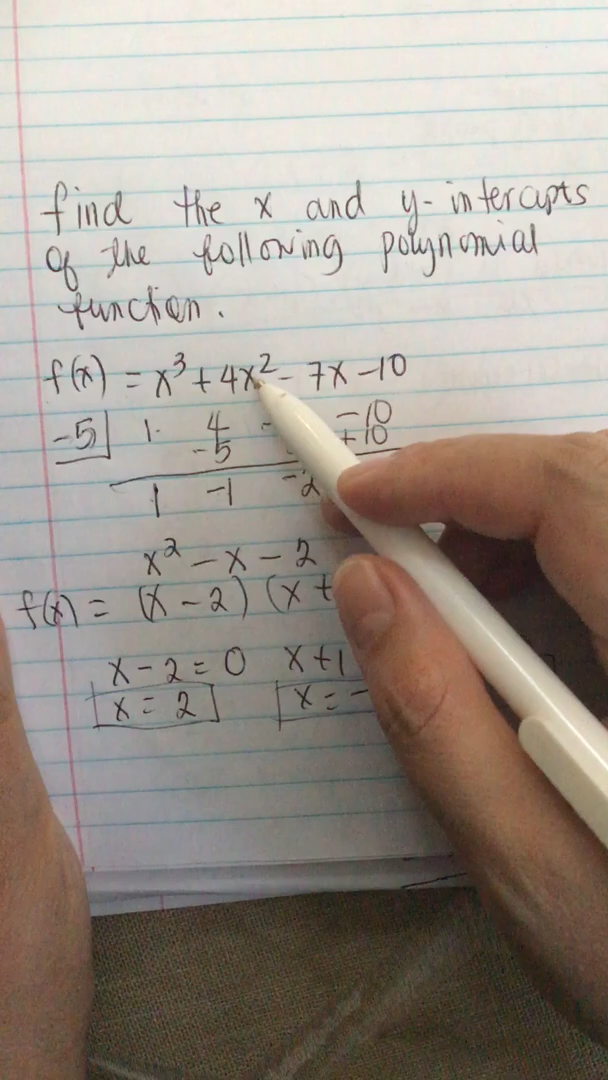 find the x and y-intercepts
of the following polynomial
function.
f(x) = x³ + 4x² - 7x - 10
-5| 1 4 - -10
-5 +10
1 -1 -2
x² - x - 2
f(x) = (x - 2) (x +
x - 2 = 0 x + 1
x = 2 x = -